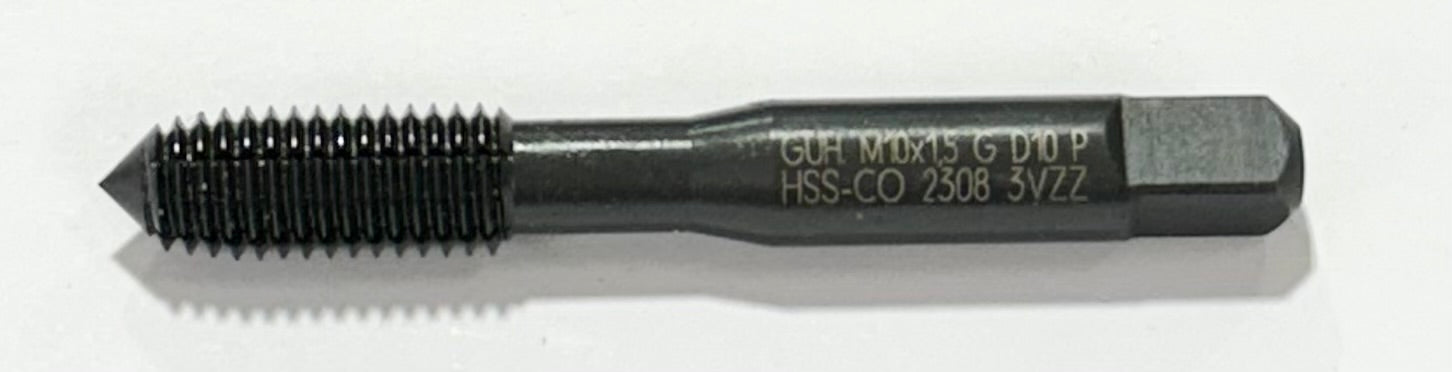 GUH. M10x1,5 G D10 P
HSS-CO 2308 3VZZ